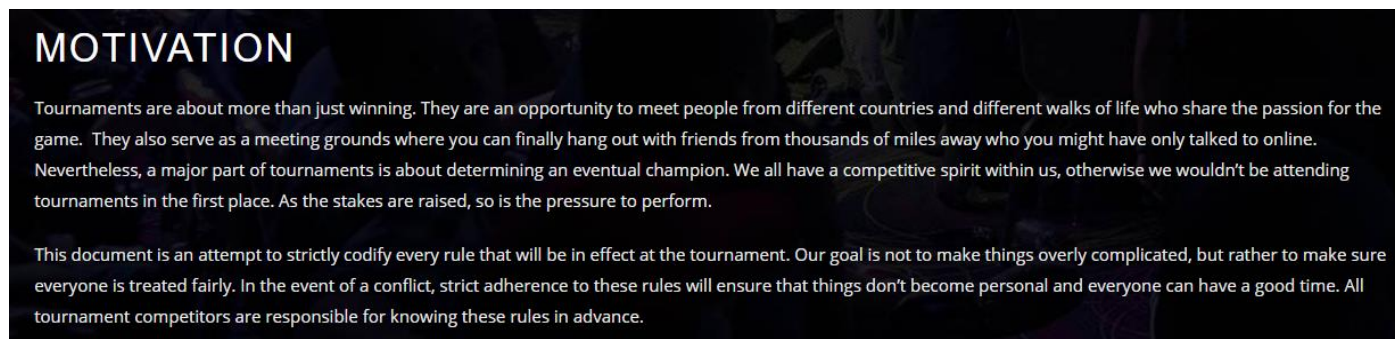 MOTIVATION
Tournaments are about more than just winning. They are an opportunity to meet people from different countries and different walks of life who share the passion for the
game.  They also serve as a meeting grounds where you can finally hang out with friends from thousands of miles away who you might have only talked to online.
Nevertheless, a major part of tournaments is about determining an eventual champion. We all have a competitive spirit within us, otherwise we wouldn’t be attending
tournaments in the first place. As the stakes are raised, so is the pressure to perform.
This document is an attempt to strictly codify every rule that will be in effect at the tournament. Our goal is not to make things overly complicated, but rather to make sure
everyone is treated fairly. In the event of a conflict, strict adherence to these rules will ensure that things don’t become personal and everyone can have a good time. All
tournament competitors are responsible for knowing these rules in advance.